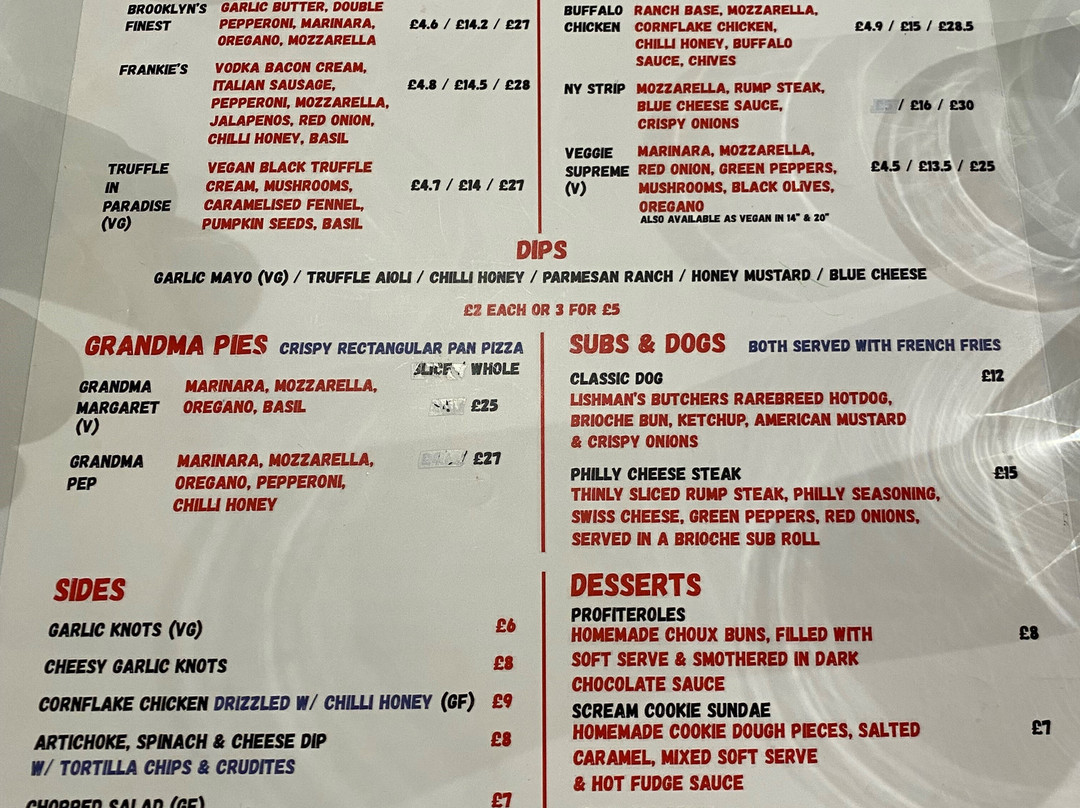 BROOKLYN'S FINEST
GARLIC BUTTER, DOUBLE
PEPPERONI, MARINARA,
OREGANO, MOZZARELLA
£4.6 / £14.2 / £27
FRANKIE'S
VODKA BACON CREAM,
ITALIAN SAUSAGE,
PEPPERONI, MOZZARELLA,
JALAPENOS, RED ONION,
CHILLI HONEY, BASIL
£4.8 / £14.5 / £28
TRUFFLE
IN
PARADISE
(VG)
VEGAN BLACK TRUFFLE
CREAM, MUSHROOMS,
CARAMELISED FENNEL,
PUMPKIN SEEDS, BASIL
£4.7 / £14 / £27
BUFFALO
CHICKEN
RANCH BASE, MOZZARELLA,
CORNFLAKE CHICKEN,
CHILLI HONEY, BUFFALO
SAUCE, CHIVES
£4.9 / £15 / £28.5
NY STRIP
MOZZARELLA, RUMP STEAK,
BLUE CHEESE SAUCE,
CRISPY ONIONS
/ £16 / £30
VEGGIE
SUPREME
(V)
MARINARA, MOZZARELLA,
RED ONION, GREEN PEPPERS,
MUSHROOMS, BLACK OLIVES,
OREGANO
ALSO AVAILABLE AS VEGAN IN 14" & 20"
£4.5 / £13.5 / £25
DIPS
GARLIC MAYO (VG) / TRUFFLE AIOLI / CHILLI HONEY / PARMESAN RANCH / HONEY MUSTARD / BLUE CHEESE
£2 EACH OR 3 FOR £5
GRANDMA PIES CRISPY RECTANGULAR PAN PIZZA
WHOLE
GRANDMA
MARGARET
(V)
MARINARA, MOZZARELLA,
OREGANO, BASIL
£25
GRANDMA
PEP
MARINARA, MOZZARELLA,
OREGANO, PEPPERONI,
CHILLI HONEY
£27
SUBS & DOGS BOTH SERVED WITH FRENCH FRIES
CLASSIC DOG £12
LISHMAN'S BUTCHERS RAREBREED HOTDOG,
BRIOCHE BUN, KETCHUP, AMERICAN MUSTARD
& CRISPY ONIONS
PHILLY CHEESE STEAK £15
THINLY SLICED RUMP STEAK, PHILLY SEASONING,
SWISS CHEESE, GREEN PEPPERS, RED ONIONS,
SERVED IN A BRIOCHE SUB ROLL
SIDES
GARLIC KNOTS (VG) £6
CHEESY GARLIC KNOTS £8
CORNFLAKE CHICKEN DRIZZLED W/ CHILLI HONEY (GF) £9
ARTICHOKE, SPINACH & CHEESE DIP £8
W/ TORTILLA CHIPS & CRUDITES
CHOPPED SALAD (GF) £7
DESSERTS
PROFITEROLES
HOMEMADE CHOUX BUNS, FILLED WITH £8
SOFT SERVE & SMOTHERED IN DARK
CHOCOLATE SAUCE
SCREAM COOKIE SUNDAE
HOMEMADE COOKIE DOUGH PIECES, SALTED £7
CARAMEL, MIXED SOFT SERVE
& HOT FUDGE SAUCE